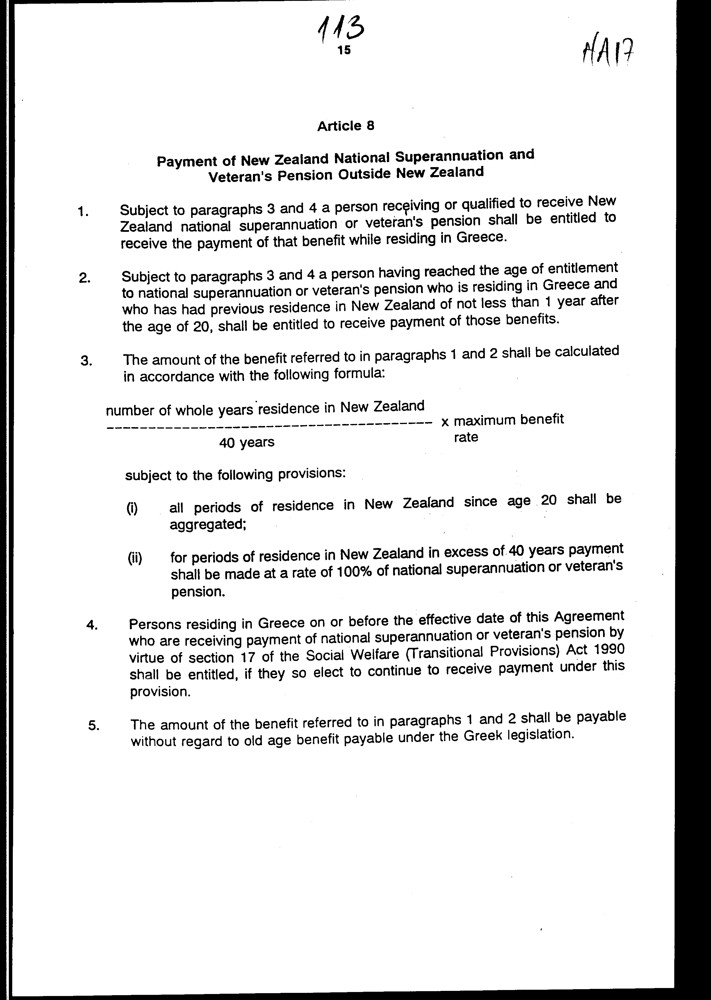 113
15
NA17
Article 8
Payment of New Zealand National Superannuation and
Veteran's Pension Outside New Zealand
1. Subject to paragraphs 3 and 4 a person receiving or qualified to receive New
Zealand national superannuation or veteran's pension shall be entitled to
receive the payment of that benefit while residing in Greece.
2. Subject to paragraphs 3 and 4 a person having reached the age of entitlement
to national superannuation or veteran's pension who is residing in Greece and
who has had previous residence in New Zealand of not less than 1 year after
the age of 20, shall be entitled to receive payment of those benefits.
3. The amount of the benefit referred to in paragraphs 1 and 2 shall be calculated
in accordance with the following formula:
number of whole years residence in New Zealand
---------------------------------------- x maximum benefit
40 years rate
subject to the following provisions:
(i) all periods of residence in New Zealand since age 20 shall be
aggregated;
(ii) for periods of residence in New Zealand in excess of 40 years payment
shall be made at a rate of 100% of national superannuation or veteran's
pension.
4. Persons residing in Greece on or before the effective date of this Agreement
who are receiving payment of national superannuation or veteran's pension by
virtue of section 17 of the Social Welfare (Transitional Provisions) Act 1990
shall be entitled, if they so elect to continue to receive payment under this
provision.
5. The amount of the benefit referred to in paragraphs 1 and 2 shall be payable
without regard to old age benefit payable under the Greek legislation.